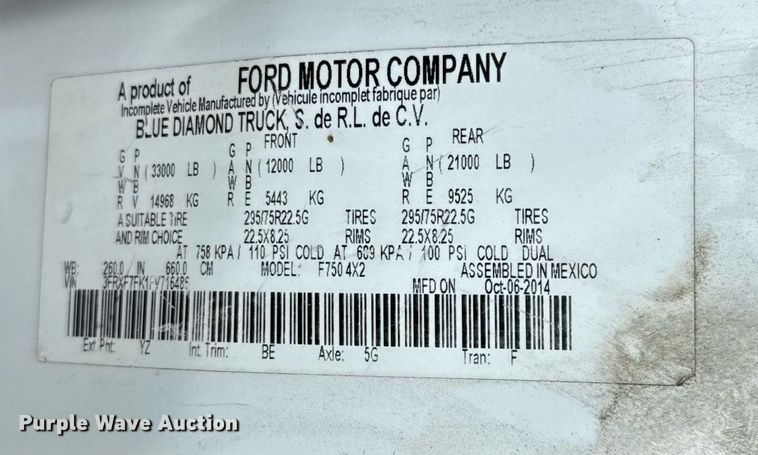 A product of FORD MOTOR COMPANY
Incomplete Vehicle Manufactured by (Vehicule incomplet fabrique par)
BLUE DIAMOND TRUCK, S. de R.L. de C.V.
FRONT REAR
G P G P G P
V N ( 33000 LB ) A N ( 12000 LB ) A N ( 21000 LB )
W B W B W B
R V 14968 KG R E 5443 KG R E 9525 KG
A SUITABLE TIRE 295/75R22.5G TIRES 295/75R22.5G TIRES
AND RIM CHOICE 22.5X8.25 RIMS 22.5X8.25 RIMS
AT 758 KPA / 110 PSI COLD AT 689 KPA / 100 PSI COLD DUAL
WB: 260.0 IN 660.0 CM MODEL: F750 4X2 ASSEMBLED IN MEXICO
VIN MFD ON Oct-06-2014
Ext Pnt: YZ Int Trim: BE Axle: 5G Tran: F
Purple Wave Auction